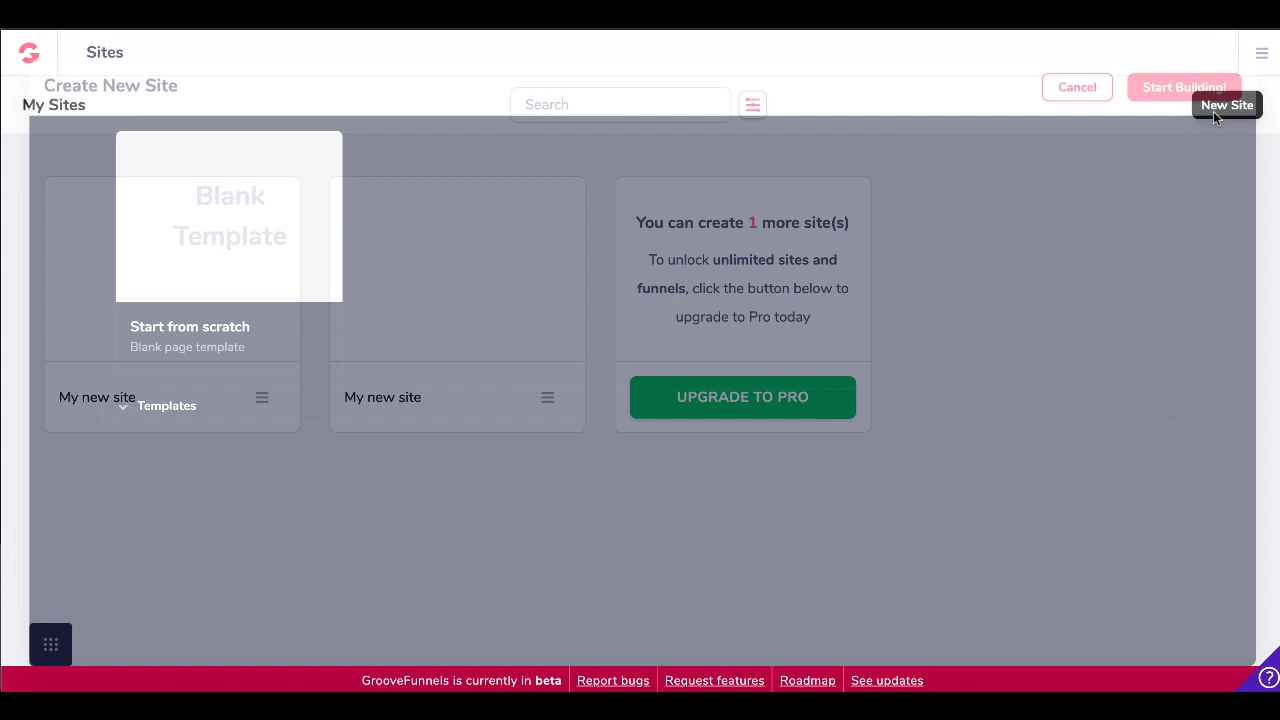 Sites
Create New Site
Cancel
Start Building!
My Sites
Search
New Site
Blank
Template
Start from scratch
Blank page template
You can create 1 more site(s)
To unlock unlimited sites and
funnels, click the button below to
upgrade to Pro today
My new site
My new site
UPGRADE TO PRO
Templates
GrooveFunnels is currently in beta
Report bugs
Request features
Roadmap
See updates
?